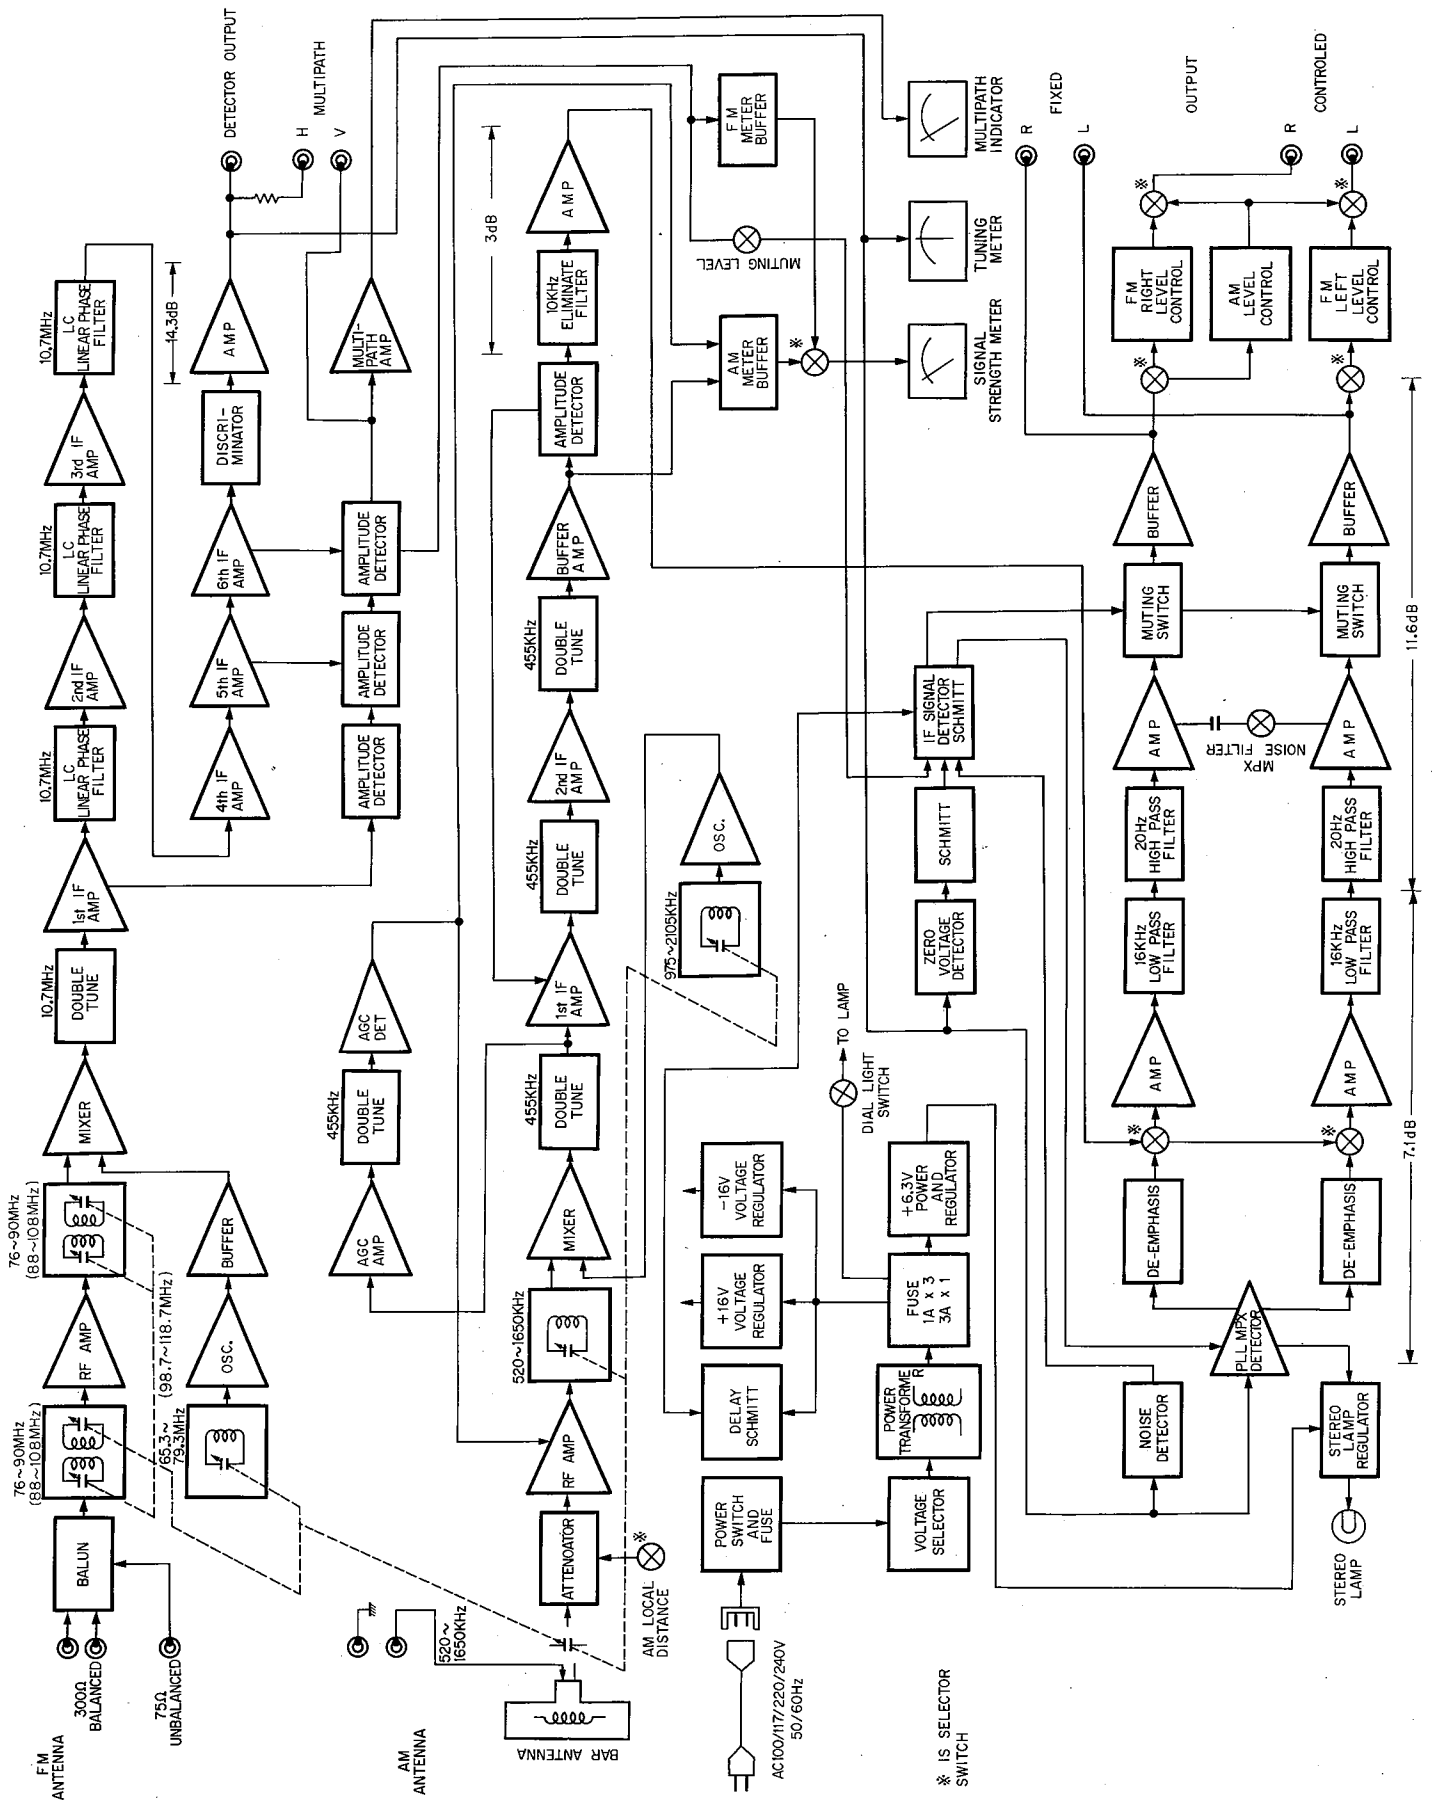 FM
ANTENNA
300Ω
BALANCED
75Ω
UNBALANCED
BALUN
76~90MHz
(88~108MHz)
RF AMP
76~90MHz
(88~108MHz)
MIXER
10.7MHz
DOUBLE
TUNE
1st IF
AMP
10.7MHz
LC
LINEAR PHASE
FILTER
2nd IF
AMP
10.7MHz
LC
LINEAR PHASE
FILTER
3rd IF
AMP
10.7MHz
LC
LINEAR PHASE
FILTER
65.3~
79.3MHz
(98.7~118.7MHz)
OSC.
BUFFER
4th IF
AMP
5th IF
AMP
6th IF
AMP
DISCRI-
MINATOR
AMP
14.3dB
DETECTOR OUTPUT
MULTIPATH
H
V
AMPLITUDE
DETECTOR
AMPLITUDE
DETECTOR
AMPLITUDE
DETECTOR
MULTI-
PATH
AMP
AGC
AMP
455KHz
DOUBLE
TUNE
AGC
DET
AM
ANTENNA
520~
1650KHz
BAR ANTENNA
ATTENOATOR
※
AM LOCAL
DISTANCE
RF AMP
520~1650KHz
MIXER
455KHz
DOUBLE
TUNE
1st IF
AMP
455KHz
DOUBLE
TUNE
2nd IF
AMP
455KHz
DOUBLE
TUNE
BUFFER
AMP
AMPLITUDE
DETECTOR
10KHz
ELIMINATE
FILTER
AMP
3dB
975~2105KHz
OSC.
AM
METER
BUFFER
FM
METER
BUFFER
MUTING LEVEL
※
SIGNAL
STRENGTH METER
TUNING
METER
MULTIPATH
INDICATOR
AC100/117/220/240V
50/60Hz
POWER
SWITCH
AND
FUSE
DELAY
SCHMITT
+16V
VOLTAGE
REGULATOR
-16V
VOLTAGE
REGULATOR
DIAL LIGHT
SWITCH
TO LAMP
VOLTAGE
SELECTOR
POWER
TRANSFORME
R
FUSE
1A x 3
3A x 1
+6.3V
POWER
AND
REGULATOR
ZERO
VOLTAGE
DETECTOR
SCHMITT
IF SIGNAL
DETECTOR
SCHMITT
※ IS SELECTOR
SWITCH
NOISE
DETECTOR
PLL MPX
DETECTOR
STEREO
LAMP
REGULATOR
STEREO
LAMP
DE-EMPHASIS
※
AMP
16KHz
LOW PASS
FILTER
20Hz
HIGH PASS
FILTER
AMP
MUTING
SWITCH
BUFFER
※
FM
RIGHT
LEVEL
CONTROL
※
AM
LEVEL
CONTROL
MPX
NOISE FILTER
DE-EMPHASIS
※
AMP
16KHz
LOW PASS
FILTER
20Hz
HIGH PASS
FILTER
AMP
MUTING
SWITCH
BUFFER
※
FM
LEFT
LEVEL
CONTROL
※
FIXED
R
L
OUTPUT
R
CONTROLED
L
7.1dB
11.6dB